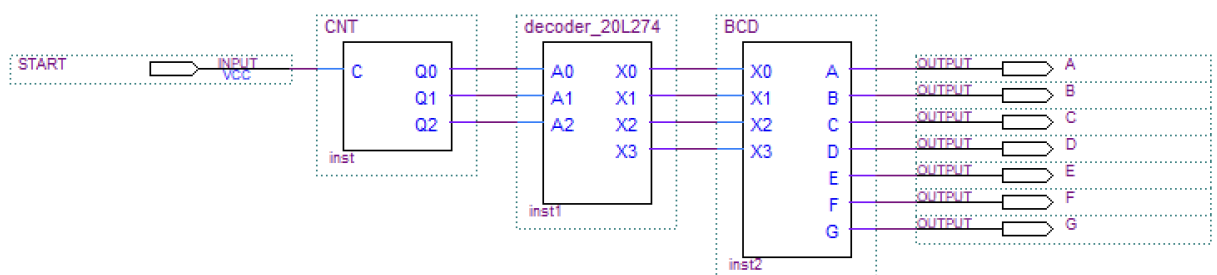 CNT decoder_20L274 BCD
START INPUT VCC C Q0 A0 X0 X0 A OUTPUT A
Q1 A1 X1 X1 B OUTPUT B
Q2 A2 X2 X2 C OUTPUT C
X3 X3 D OUTPUT D
inst E OUTPUT E
F OUTPUT F
inst1 G OUTPUT G
inst2